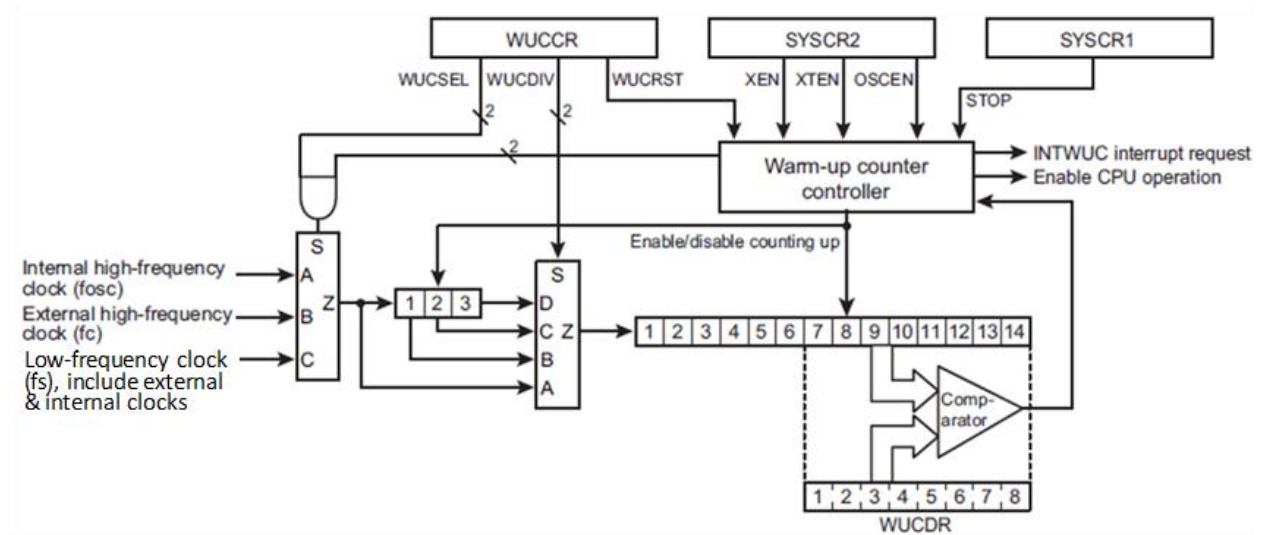 WUCCR
SYSCR2
SYSCR1
WUCSEL
WUCDIV
WUCRST
XEN
XTEN
OSCEN
STOP
2
2
2
Warm-up counter
controller
INTWUC interrupt request
Enable CPU operation
Enable/disable counting up
S
A
B
C
Z
Internal high-frequency
clock (fosc)
External high-frequency
clock (fc)
Low-frequency clock
(fs), include external
& internal clocks
1 2 3
S
D
C
B
A
Z
1 2 3 4 5 6 7 8 9 10 11 12 13 14
Comp-
arator
1 2 3 4 5 6 7 8
WUCDR